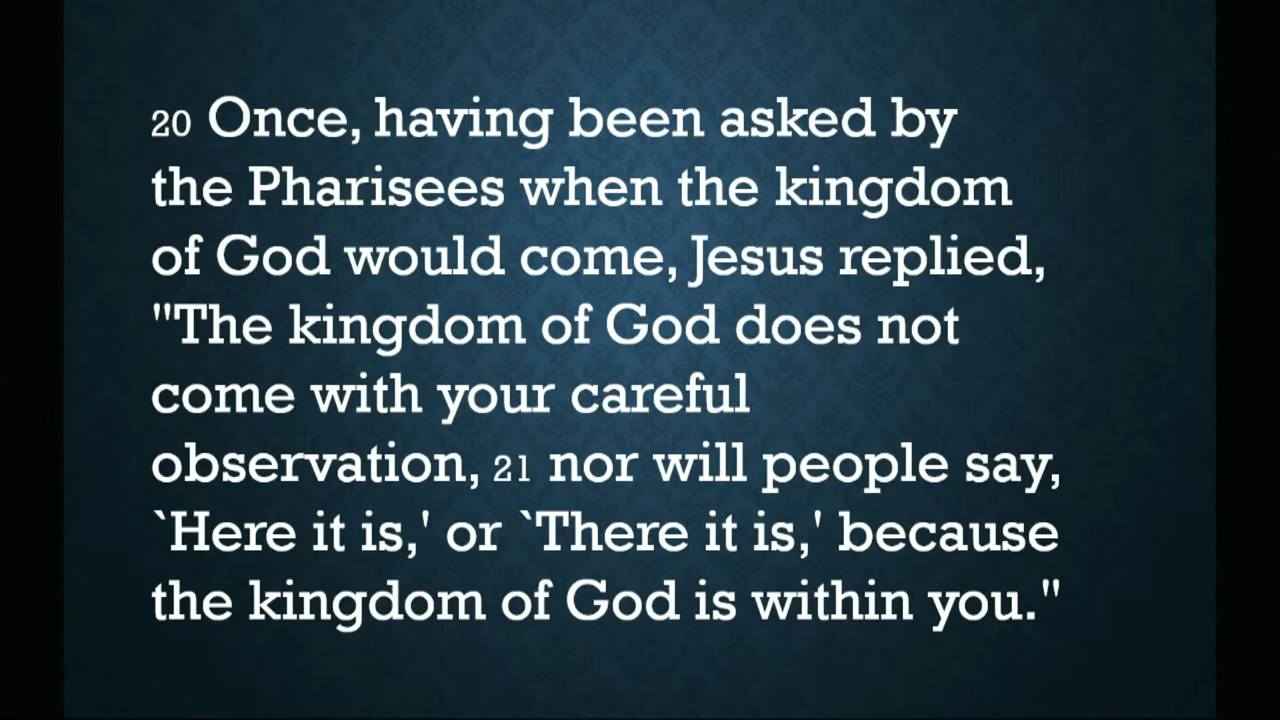 20 Once, having been asked by
the Pharisees when the kingdom
of God would come, Jesus replied,
"The kingdom of God does not
come with your careful
observation, 21 nor will people say,
`Here it is,' or `There it is,' because
the kingdom of God is within you."